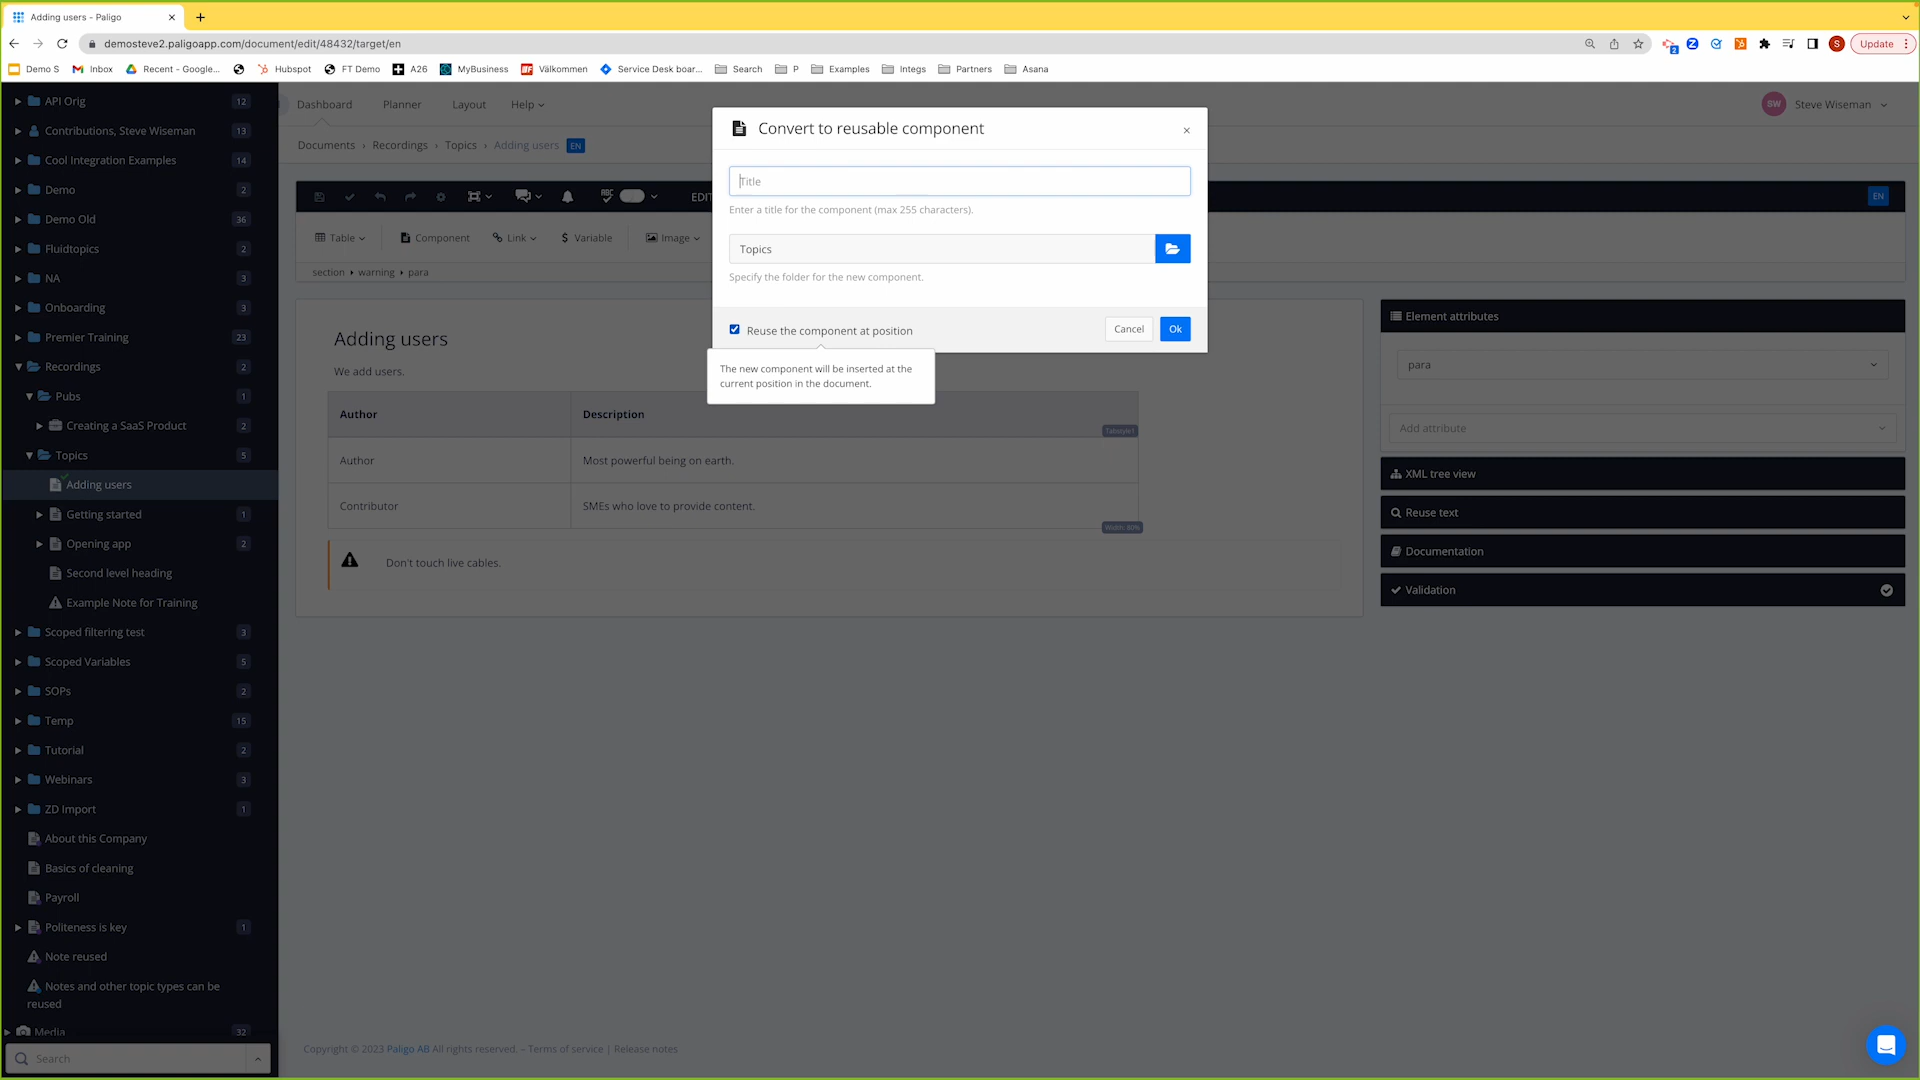 Adding users - Paligo
demosteve2.paligoapp.com/document/edit/48432/target/en
S
Update
Demo S
Inbox
Recent - Google...
Hubspot
FT Demo
A26
MyBusiness
Välkommen
Service Desk boar...
Search
P
Examples
Integs
Partners
Asana
API Orig 12
Contributions, Steve Wiseman 13
Cool Integration Examples 14
Demo 2
Demo Old 36
Fluidtopics 2
NA 3
Onboarding 3
Premier Training 23
Recordings 2
Pubs 1
Creating a SaaS Product 2
Topics 5
Adding users
Getting started 1
Opening app 2
Second level heading
Example Note for Training
Scoped filtering test 3
Scoped Variables 5
SOPs 2
Temp 15
Tutorial 2
Webinars 3
ZD Import 1
About this Company
Basics of cleaning
Payroll
Politeness is key 1
Note reused
Notes and other topic types can be
reused
Media 32
Search
Dashboard
Planner
Layout
Help
SW
Steve Wiseman
Documents › Recordings › Topics › Adding users EN
ABC
EDIT
EN
Table
Component
Link
$ Variable
Image
section
warning
para
Convert to reusable component
×
Title
Enter a title for the component (max 255 characters).
Topics
Specify the folder for the new component.
Reuse the component at position
Cancel
Ok
The new component will be inserted at the
current position in the document.
Adding users
We add users.
Author Description
Tablstyle1
Author Most powerful being on earth.
Contributor SMEs who love to provide content.
Width: 80%
Don't touch live cables.
Element attributes
para
Add attribute
XML tree view
Reuse text
Documentation
Validation
Copyright © 2023 Paligo AB All rights reserved. – Terms of service | Release notes